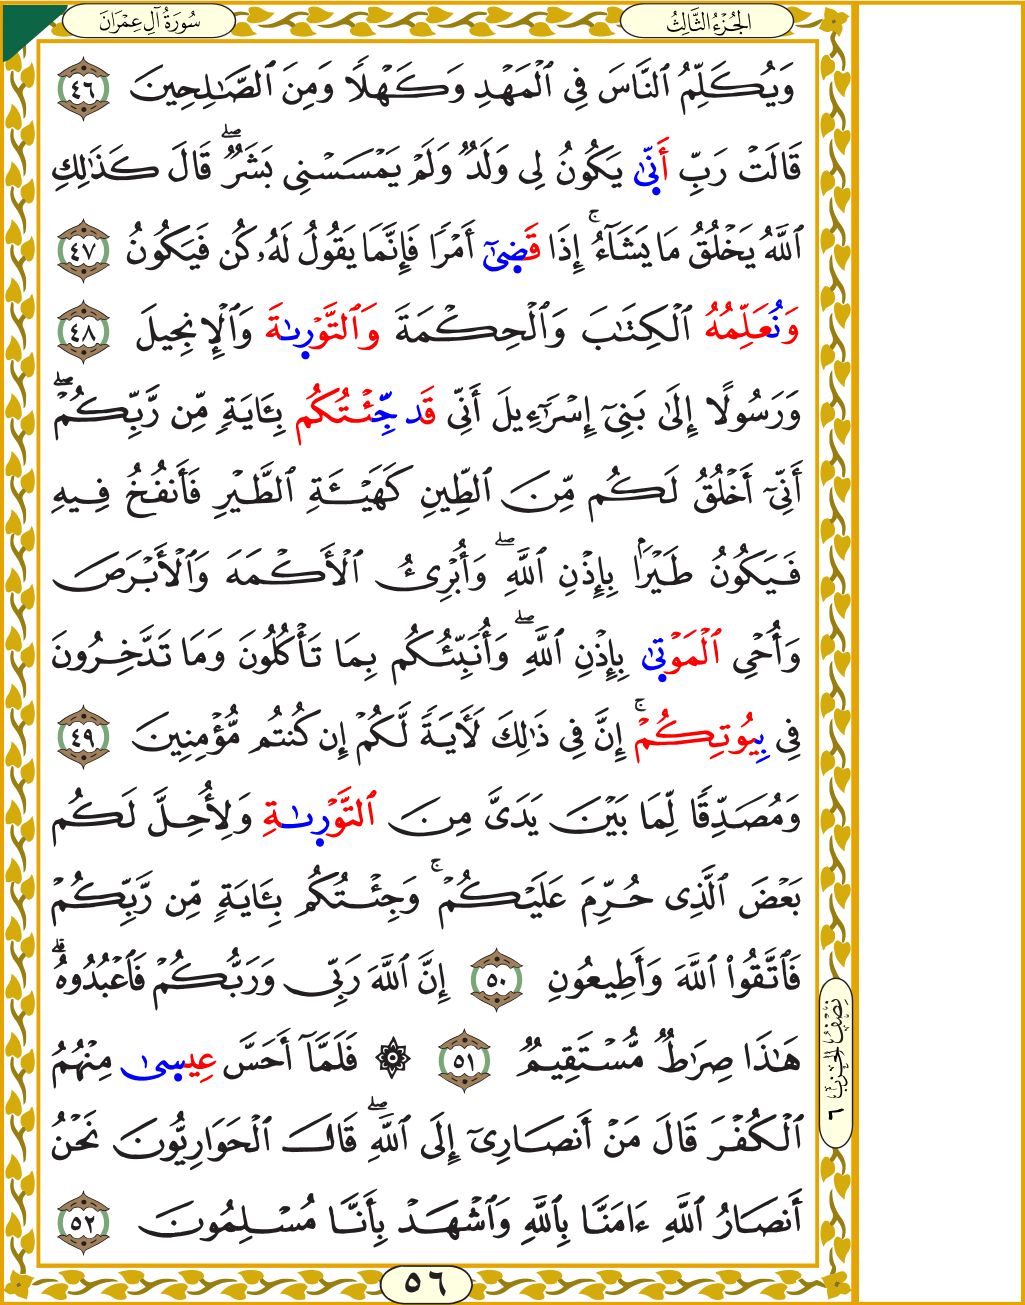 سُورَةُ آلِ عِمْرَانَ
الجُزْءُ الثَّالِثُ
وَيُكَلِّمُ ٱلنَّاسَ فِي ٱلْمَهْدِ وَكَهْلًا وَمِنَ ٱلصَّٰلِحِينَ ٤٦
قَالَتْ رَبِّ أَنّ۪ىٰ يَكُونُ لِي وَلَدٌ وَلَمْ يَمْسَسْنِي بَشَرٌۖ قَالَ كَذَٰلِكِ
ٱللَّهُ يَخْلُقُ مَا يَشَآءُۚ إِذَا قَض۪ىٰٓ أَمْرًا فَإِنَّمَا يَقُولُ لَهُۥ كُن فَيَكُونُ ٤٧
وَنُعَلِّمُهُ ٱلْكِتَٰبَ وَٱلْحِكْمَةَ وَٱلتَّوْر۪ىٰةَ وَٱلْإِنجِيلَ ٤٨
وَرَسُولًا إِلَىٰ بَنِيٓ إِسْرَٰٓءِيلَ أَنِّي قَد جِّئْتُكُم بِـَٔايَةٍ مِّن رَّبِّكُمْۖ
أَنِّيٓ أَخْلُقُ لَكُم مِّنَ ٱلطِّينِ كَهَيْـَٔةِ ٱلطَّيْرِ فَأَنفُخُ فِيهِ
فَيَكُونُ طَيْرًا بِإِذْنِ ٱللَّهِۖ وَأُبْرِئُ ٱلْأَكْمَهَ وَٱلْأَبْرَصَ
وَأُحْيِ ٱلْمَوْت۪ىٰ بِإِذْنِ ٱللَّهِۖ وَأُنَبِّئُكُم بِمَا تَأْكُلُونَ وَمَا تَدَّخِرُونَ
فِي بِيُوتِكُمْۚ إِنَّ فِي ذَٰلِكَ لَأٓيَةً لَّكُمْ إِن كُنتُم مُّؤْمِنِينَ ٤٩
وَمُصَدِّقًا لِّمَا بَيْنَ يَدَيَّ مِنَ ٱلتَّوْر۪ىٰةِ وَلِأُحِلَّ لَكُم
بَعْضَ ٱلَّذِي حُرِّمَ عَلَيْكُمْۚ وَجِئْتُكُم بِـَٔايَةٍ مِّن رَّبِّكُمْ
فَٱتَّقُوا۟ ٱللَّهَ وَأَطِيعُونِ ٥٠ إِنَّ ٱللَّهَ رَبِّي وَرَبُّكُمْ فَٱعْبُدُوهُۗ
هَٰذَا صِرَٰطٌ مُّسْتَقِيمٌ ٥١ ۞ فَلَمَّآ أَحَسَّ عِيس۪ىٰ مِنْهُمُ
ٱلْكُفْرَ قَالَ مَنْ أَنصَارِيٓ إِلَى ٱللَّهِۖ قَالَ ٱلْحَوَارِيُّونَ نَحْنُ
أَنصَارُ ٱللَّهِ ءَامَنَّا بِٱللَّهِ وَٱشْهَدْ بِأَنَّا مُسْلِمُونَ ٥٢
نِصْفُ الحِزْبِ ٦
٥٦